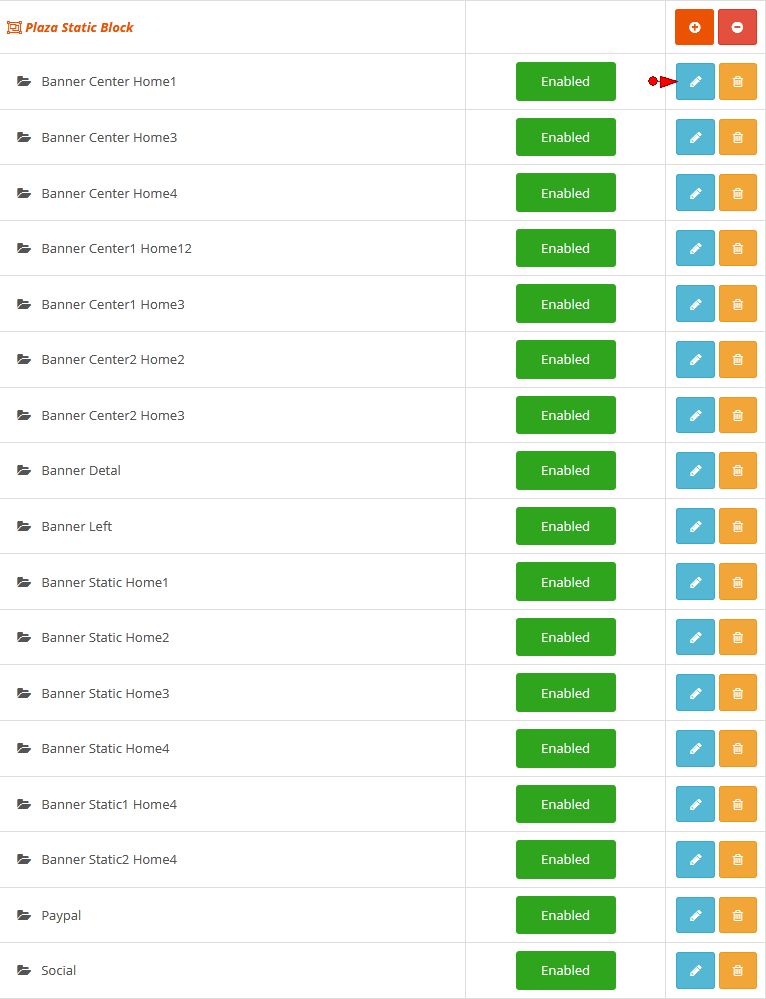 Plaza Static Block
Banner Center Home1 Enabled
Banner Center Home3 Enabled
Banner Center Home4 Enabled
Banner Center1 Home12 Enabled
Banner Center1 Home3 Enabled
Banner Center2 Home2 Enabled
Banner Center2 Home3 Enabled
Banner Detal Enabled
Banner Left Enabled
Banner Static Home1 Enabled
Banner Static Home2 Enabled
Banner Static Home3 Enabled
Banner Static Home4 Enabled
Banner Static1 Home4 Enabled
Banner Static2 Home4 Enabled
Paypal Enabled
Social Enabled